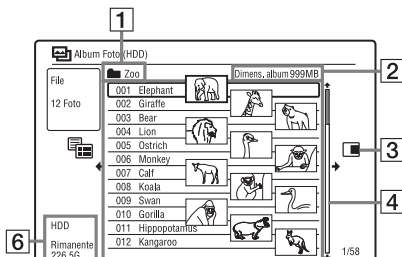 1
Album Foto (HDD)
Zoo
Dimens. album 999MB
2
File
12 Foto
001 Elephant
002 Giraffe
003 Bear
004 Lion
005 Ostrich
006 Monkey
007 Calf
008 Koala
009 Swan
010 Gorilla
011 Hippopotamus
012 Kangaroo
3
4
6
HDD
Rimanente
226.5G
1/58